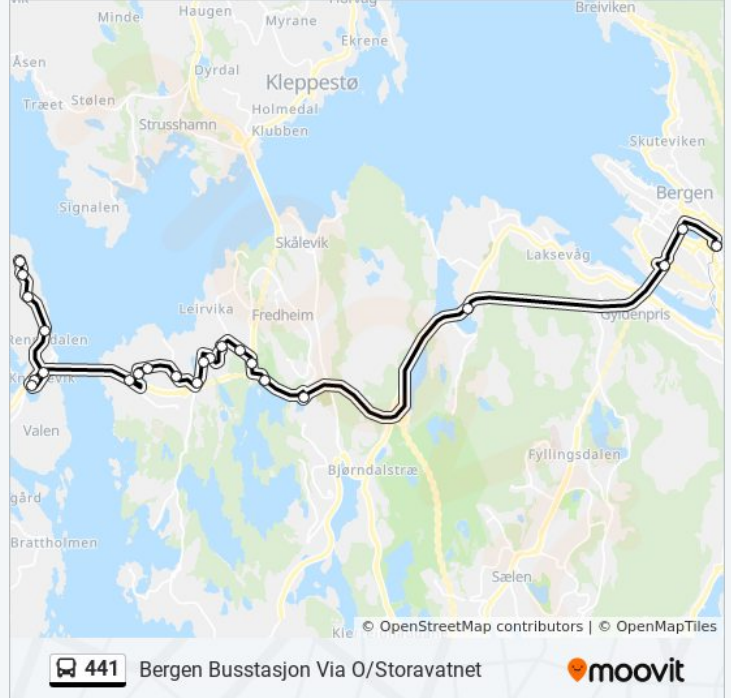 Minde
Haugen
Myrane
Breiviken
Ekrene
Åsen
Dyrdal
Kleppestø
Træet
Stølen
Holmedal
Strusshamn
Klubben
Skuteviken
Bergen
Signalen
Skålevik
Laksevåg
Leirvika
Fredheim
Gyldenpris
Valen
Fyllingsdalen
Bjørndalstræ
Brattholmen
Sælen
© OpenStreetMap contributors | © OpenMapTiles
441 Bergen Busstasjon Via O/Storavatnet
moovit